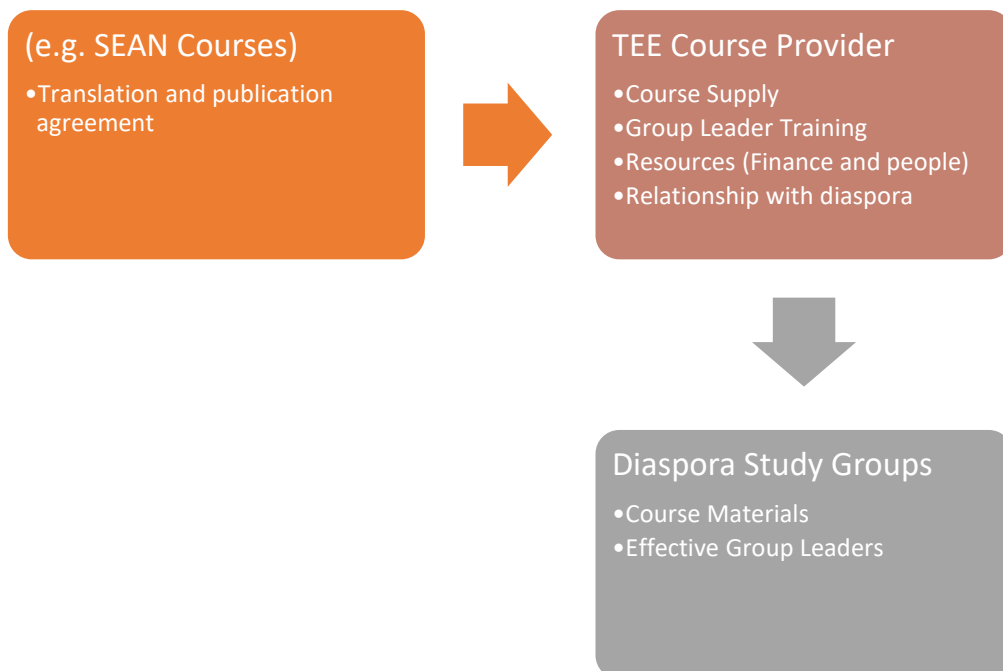 (e.g. SEAN Courses)
•Translation and publication
agreement
TEE Course Provider
•Course Supply
•Group Leader Training
•Resources (Finance and people)
•Relationship with diaspora
Diaspora Study Groups
•Course Materials
•Effective Group Leaders